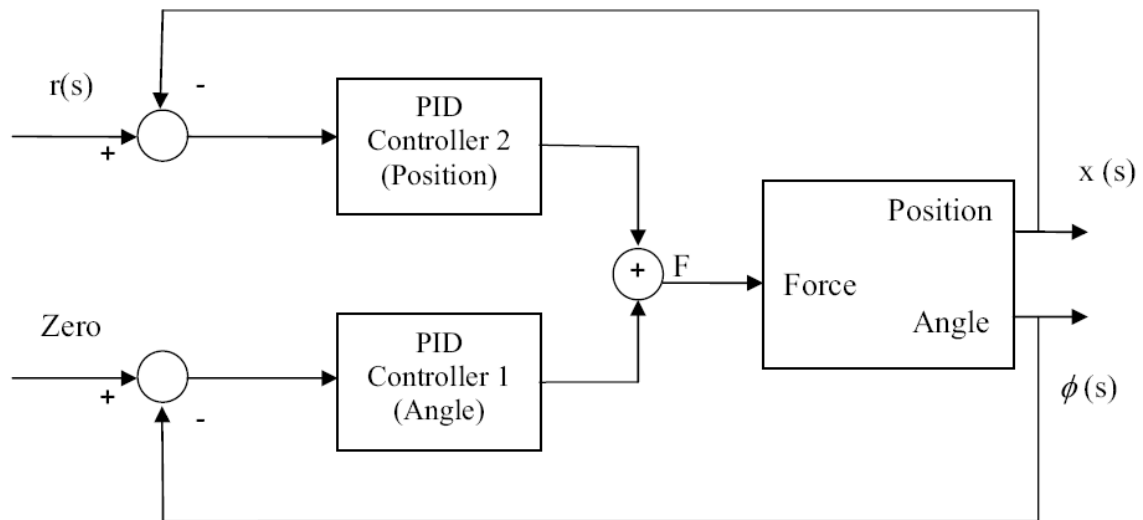 r(s)
-
+
PID
Controller 2
(Position)
x (s)
Position
+
F
Force
Zero
+
-
PID
Controller 1
(Angle)
Angle
ϕ (s)